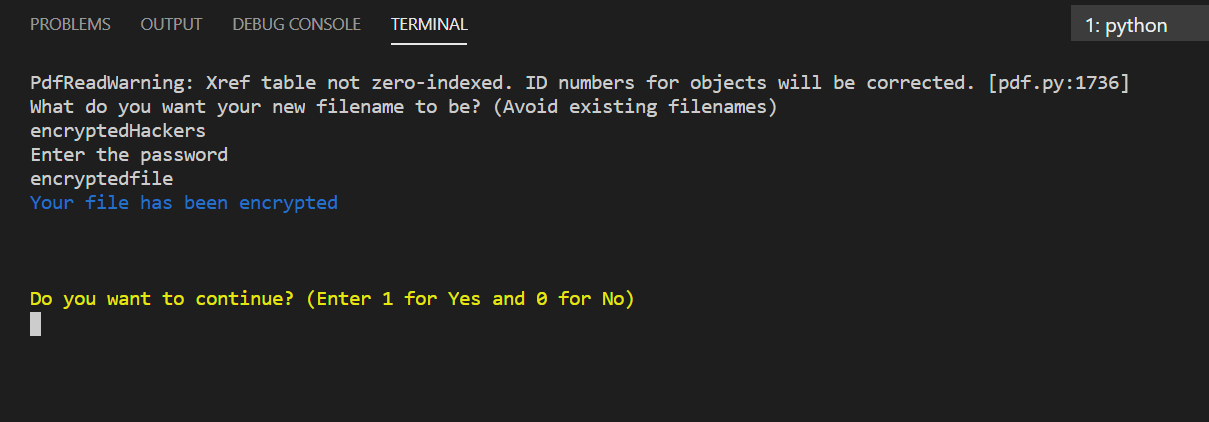 PROBLEMS OUTPUT DEBUG CONSOLE TERMINAL 1: python
PdfReadWarning: Xref table not zero-indexed. ID numbers for objects will be corrected. [pdf.py:1736]
What do you want your new filename to be? (Avoid existing filenames)
encryptedHackers
Enter the password
encryptedfile
Your file has been encrypted
Do you want to continue? (Enter 1 for Yes and 0 for No)